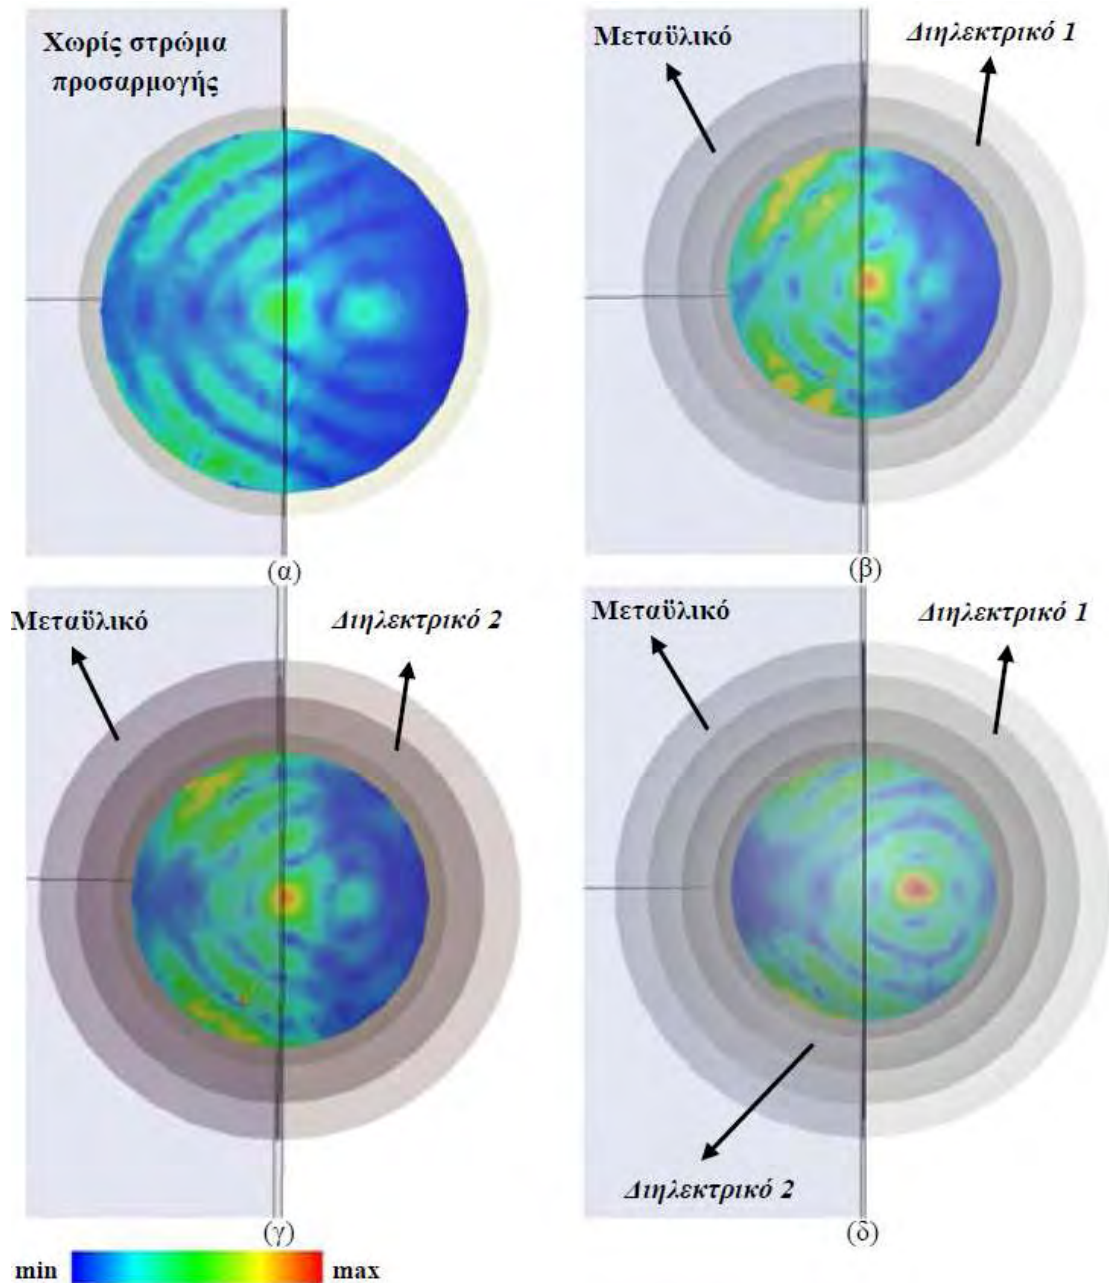 Χωρίς στρώμα
προσαρμογής
Μεταϋλικό
Διηλεκτρικό 1
(α)
(β)
Μεταϋλικό
Διηλεκτρικό 2
Μεταϋλικό
Διηλεκτρικό 1
Διηλεκτρικό 2
(γ)
(δ)
min
max